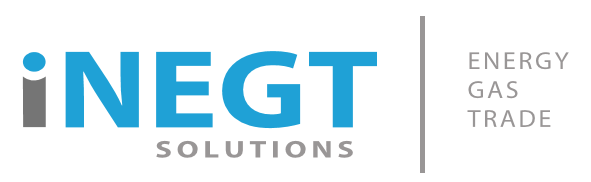 iNEGT
SOLUTIONS
ENERGY
GAS
TRADE